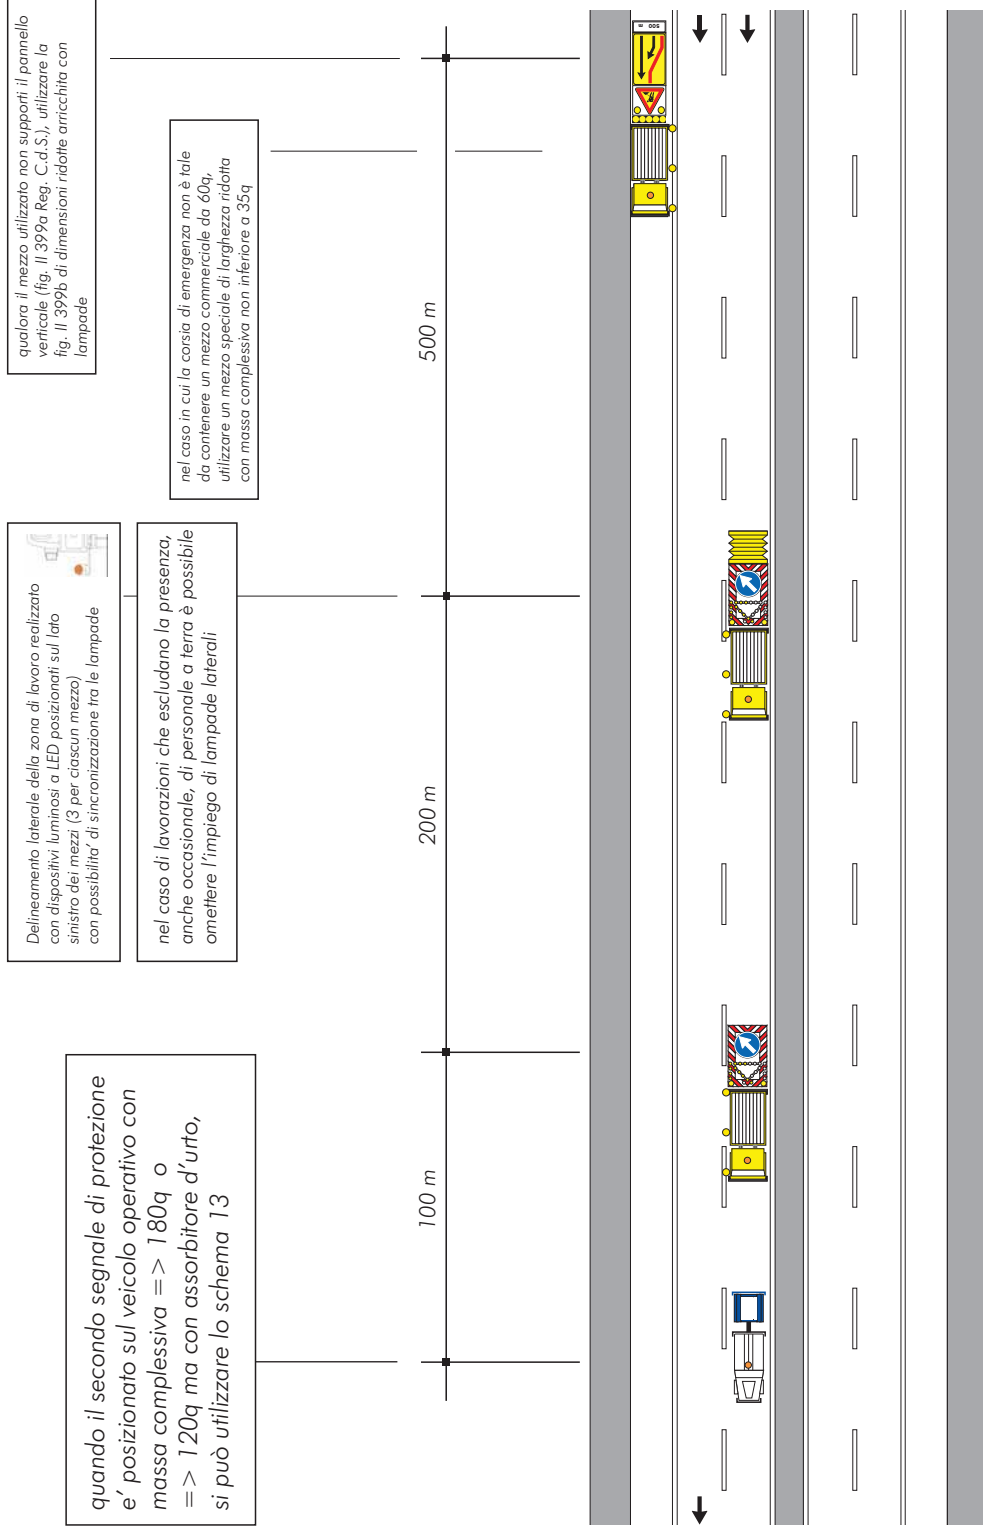 qualora il mezzo utilizzato non supporti il pannello
verticale (fig. II 399a Reg. C.d.S.), utilizzare la
fig. II 399b di dimensioni ridotte arricchita con
lampade
nel caso in cui la corsia di emergenza non è tale
da contenere un mezzo commerciale da 60q,
utilizzare un mezzo speciale di larghezza ridotta
con massa complessiva non inferiore a 35q
Delineamento laterale della zona di lavoro realizzato
con dispositivi luminosi a LED posizionati sul lato
sinistro dei mezzi (3 per ciascun mezzo)
con possibilita' di sincronizzazione tra le lampade
nel caso di lavorazioni che escludano la presenza,
anche occasionale, di personale a terra è possibile
omettere l'impiego di lampade laterali
quando il secondo segnale di protezione
e' posizionato sul veicolo operativo con
massa complessiva => 180q o
=> 120q ma con assorbitore d'urto,
si può utilizzare lo schema 13
500 m
200 m
100 m
500 m